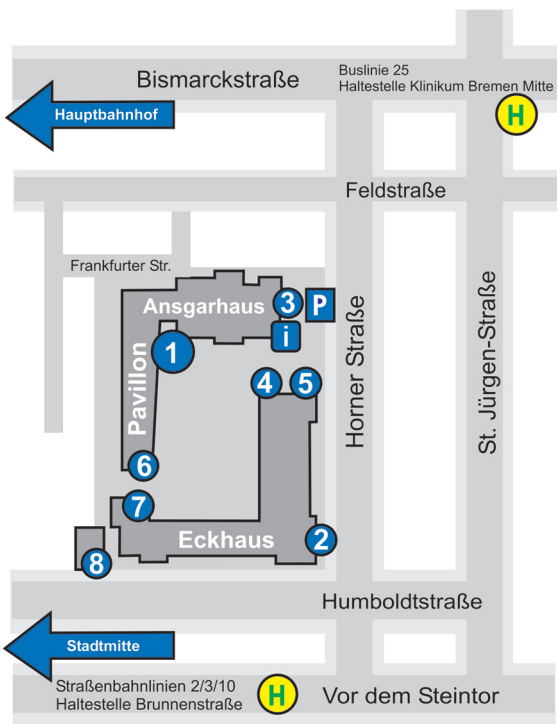 Bismarckstraße
Buslinie 25
Haltestelle Klinikum Bremen Mitte
Hauptbahnhof
H
Feldstraße
Frankfurter Str.
Ansgarhaus
3
P
i
1
Pavillon
4
5
Horner Straße
St. Jürgen-Straße
6
7
Eckhaus
2
8
Humboldtstraße
Stadtmitte
Straßenbahnlinien 2/3/10
Haltestelle Brunnenstraße
H
Vor dem Steintor